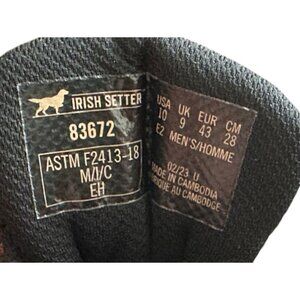 IRISH SETTER
83672
ASTM F2413-18
M/I/C
EH
USA UK EUR CM
10 9 43 28
E2 MEN'S/HOMME
02/23 U
MADE IN CAMBODIA
FABRIQUE AU CAMBODGE